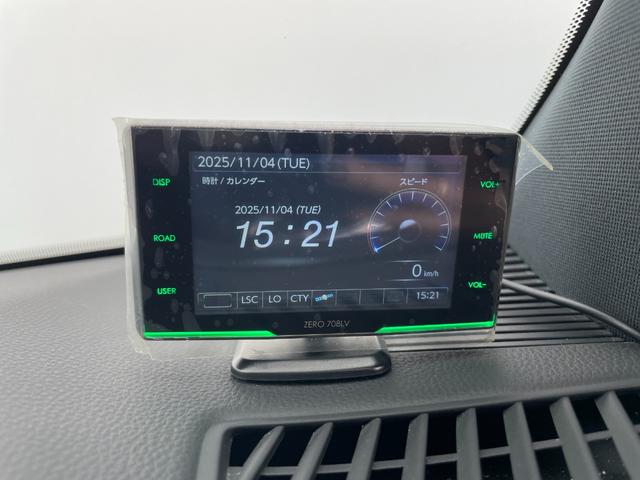 2025/11/04(TUE)
DISP
時計 / カレンダー
スピード
VOL+
2025/11/04 (TUE)
15:21
ROAD
MUTE
0 km/h
USER
LSC LO CTY
15:21
VOL-
ZERO 708LV